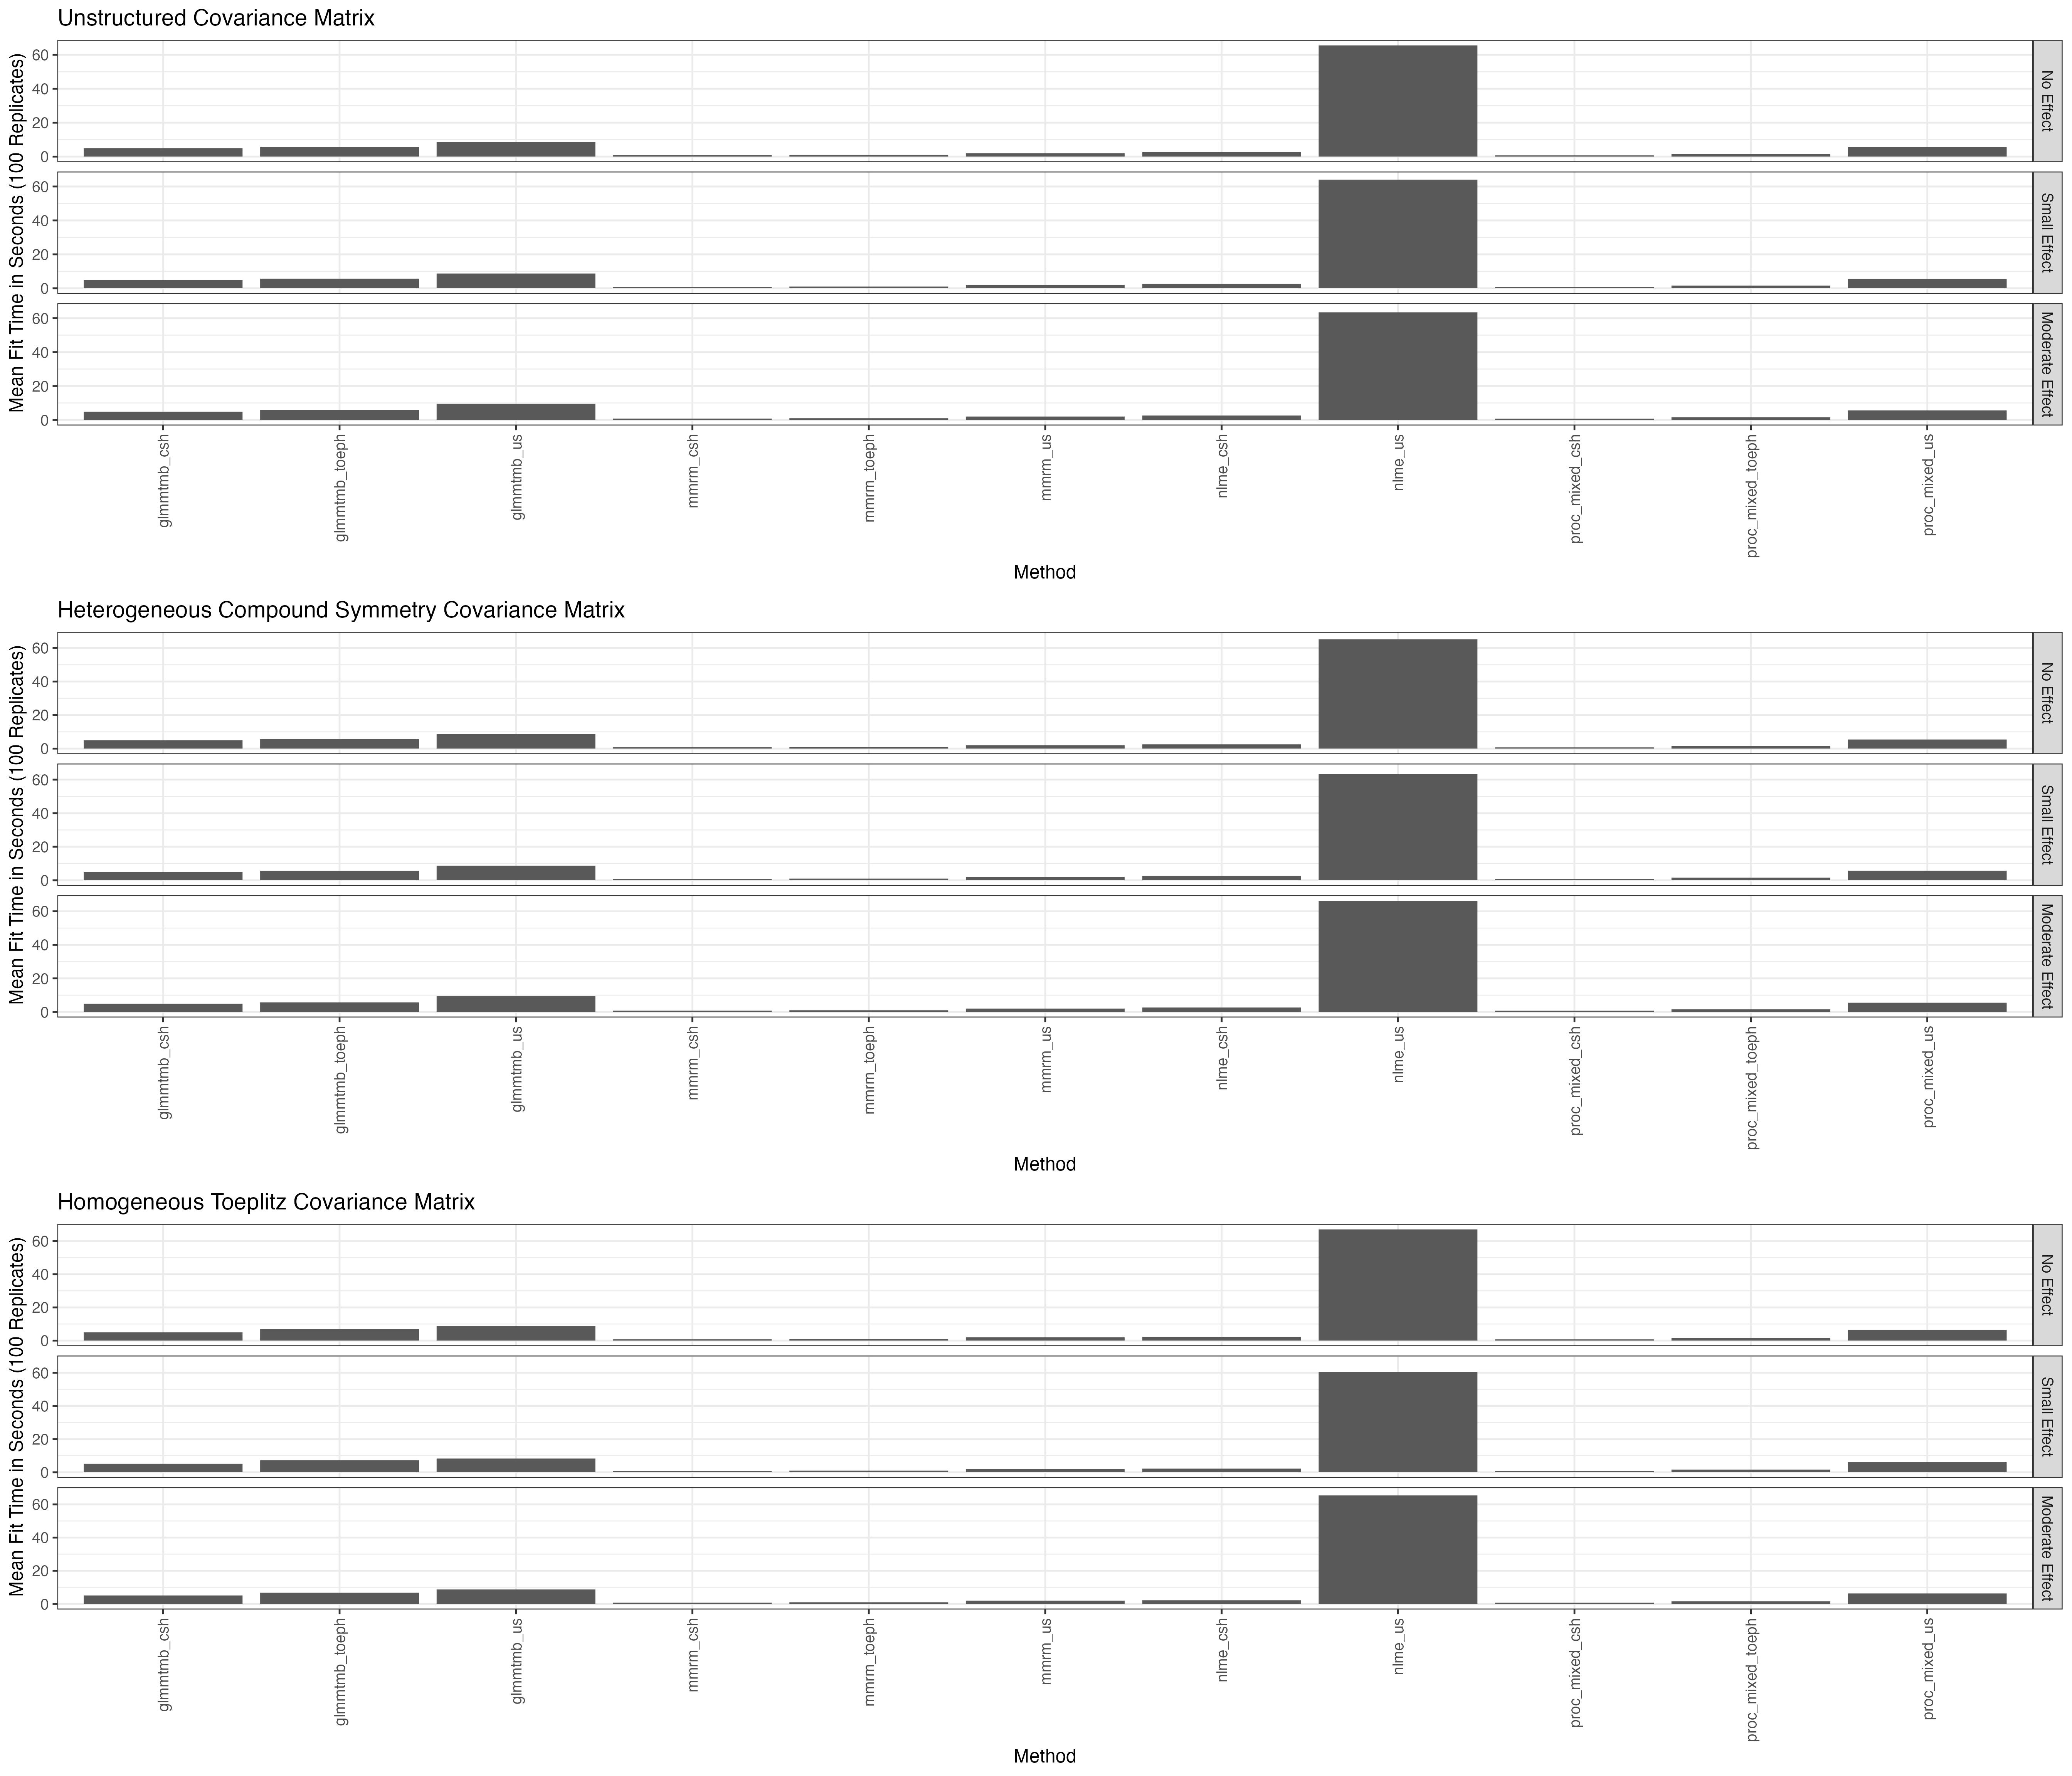 Unstructured Covariance Matrix
Mean Fit Time in Seconds (100 Replicates)
60
40
20
0
No Effect
60
40
20
0
Small Effect
60
40
20
0
Moderate Effect
glmmtmb_csh
glmmtmb_toeph
glmmtmb_us
mmrm_csh
mmrm_toeph
mmrm_us
nlme_csh
nlme_us
proc_mixed_csh
proc_mixed_toeph
proc_mixed_us
Method
Heterogeneous Compound Symmetry Covariance Matrix
Mean Fit Time in Seconds (100 Replicates)
60
40
20
0
No Effect
60
40
20
0
Small Effect
60
40
20
0
Moderate Effect
glmmtmb_csh
glmmtmb_toeph
glmmtmb_us
mmrm_csh
mmrm_toeph
mmrm_us
nlme_csh
nlme_us
proc_mixed_csh
proc_mixed_toeph
proc_mixed_us
Method
Homogeneous Toeplitz Covariance Matrix
Mean Fit Time in Seconds (100 Replicates)
60
40
20
0
No Effect
60
40
20
0
Small Effect
60
40
20
0
Moderate Effect
glmmtmb_csh
glmmtmb_toeph
glmmtmb_us
mmrm_csh
mmrm_toeph
mmrm_us
nlme_csh
nlme_us
proc_mixed_csh
proc_mixed_toeph
proc_mixed_us
Method